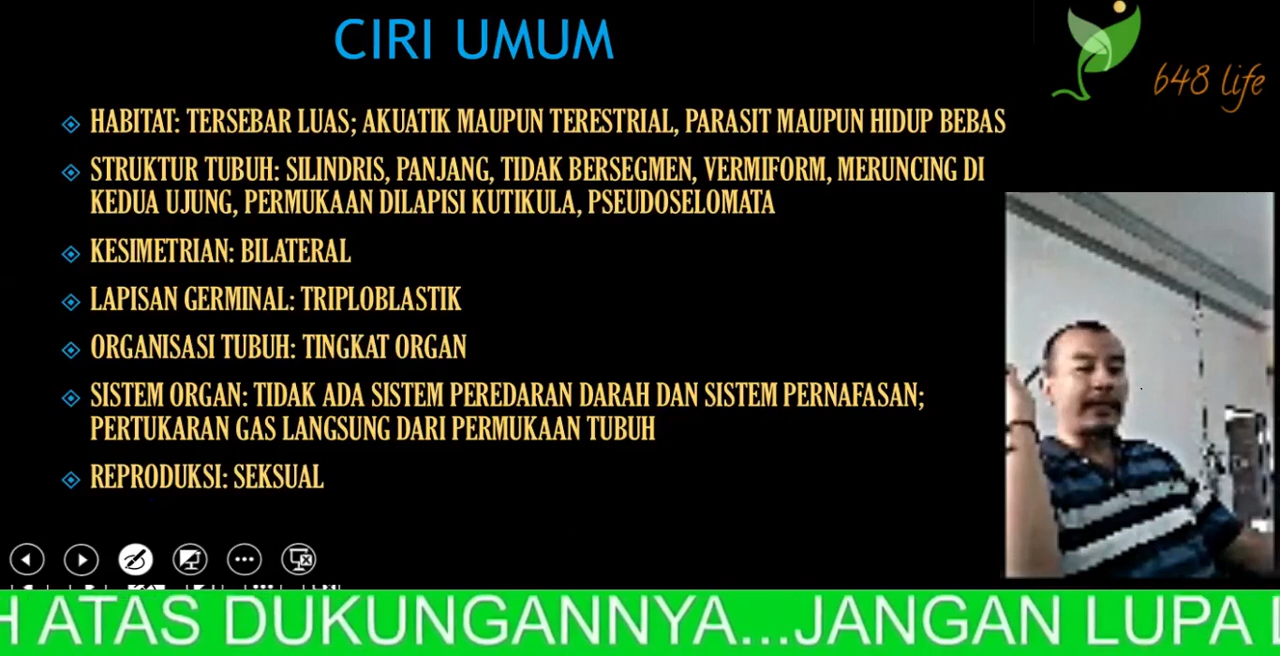 CIRI UMUM
648 life
HABITAT: TERSEBAR LUAS; AKUATIK MAUPUN TERESTRIAL, PARASIT MAUPUN HIDUP BEBAS
STRUKTUR TUBUH: SILINDRIS, PANJANG, TIDAK BERSEGMEN, VERMIFORM, MERUNCING DI
KEDUA UJUNG, PERMUKAAN DILAPISI KUTIKULA, PSEUDOSELOMATA
KESIMETRIAN: BILATERAL
LAPISAN GERMINAL: TRIPLOBLASTIK
ORGANISASI TUBUH: TINGKAT ORGAN
SISTEM ORGAN: TIDAK ADA SISTEM PEREDARAN DARAH DAN SISTEM PERNAFASAN;
PERTUKARAN GAS LANGSUNG DARI PERMUKAAN TUBUH
REPRODUKSI: SEKSUAL
H ATAS DUKUNGANNYA...JANGAN LUPA